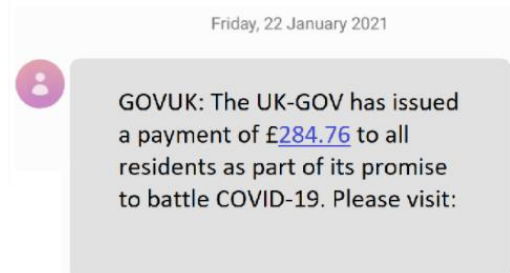 Friday, 22 January 2021
GOVUK: The UK-GOV has issued
a payment of £284.76 to all
residents as part of its promise
to battle COVID-19. Please visit: